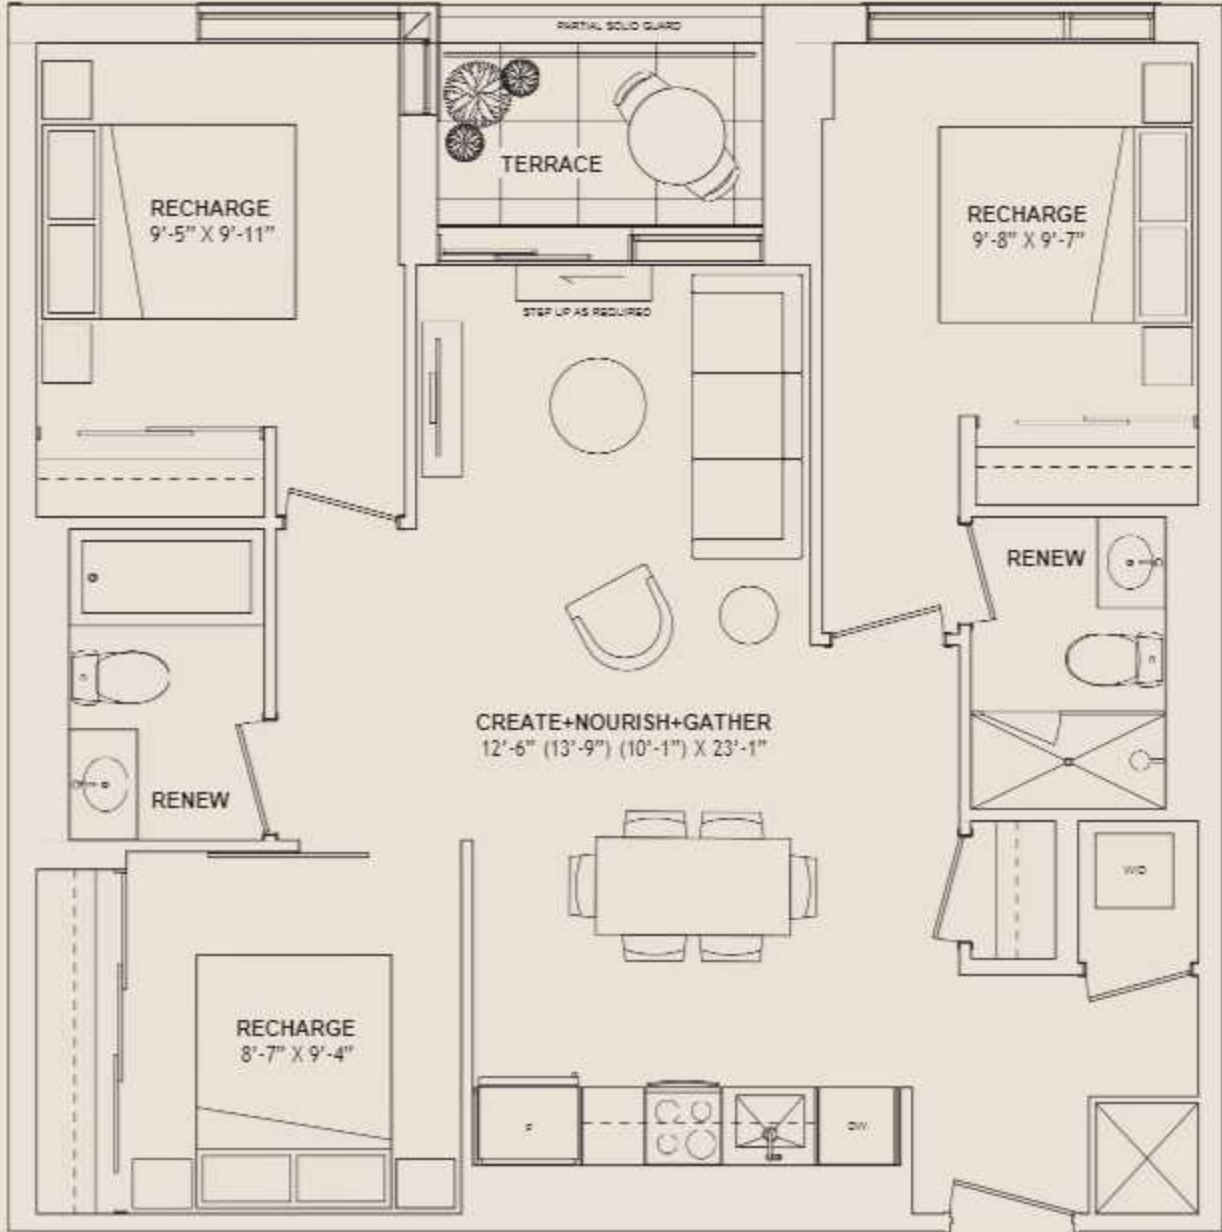 PARTIAL SOLID GUARD
TERRACE
RECHARGE
9'-5" X 9'-11"
RECHARGE
9'-8" X 9'-7"
STEP UP AS REQUIRED
RENEW
CREATE+NOURISH+GATHER
12'-6" (13'-9") (10'-1") X 23'-1"
RENEW
W/D
RECHARGE
8'-7" X 9'-4"
F
DW